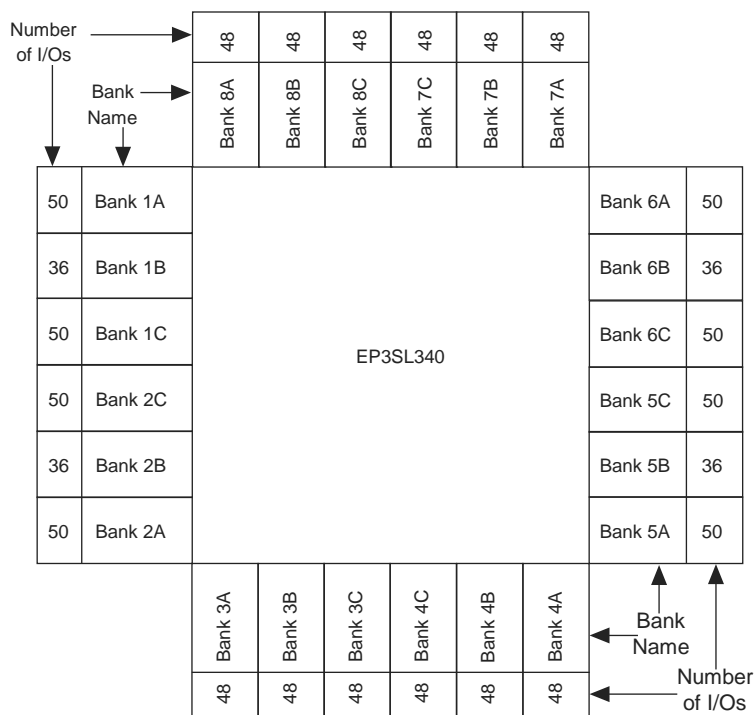 Number
of I/Os
48 48 48 48 48 48
Bank
Name
Bank 8A Bank 8B Bank 8C Bank 7C Bank 7B Bank 7A
50 Bank 1A Bank 6A 50
36 Bank 1B Bank 6B 36
50 Bank 1C Bank 6C 50
EP3SL340
50 Bank 2C Bank 5C 50
36 Bank 2B Bank 5B 36
50 Bank 2A Bank 5A 50
Bank 3A Bank 3B Bank 3C Bank 4C Bank 4B Bank 4A
Bank
Name
48 48 48 48 48 48
Number
of I/Os